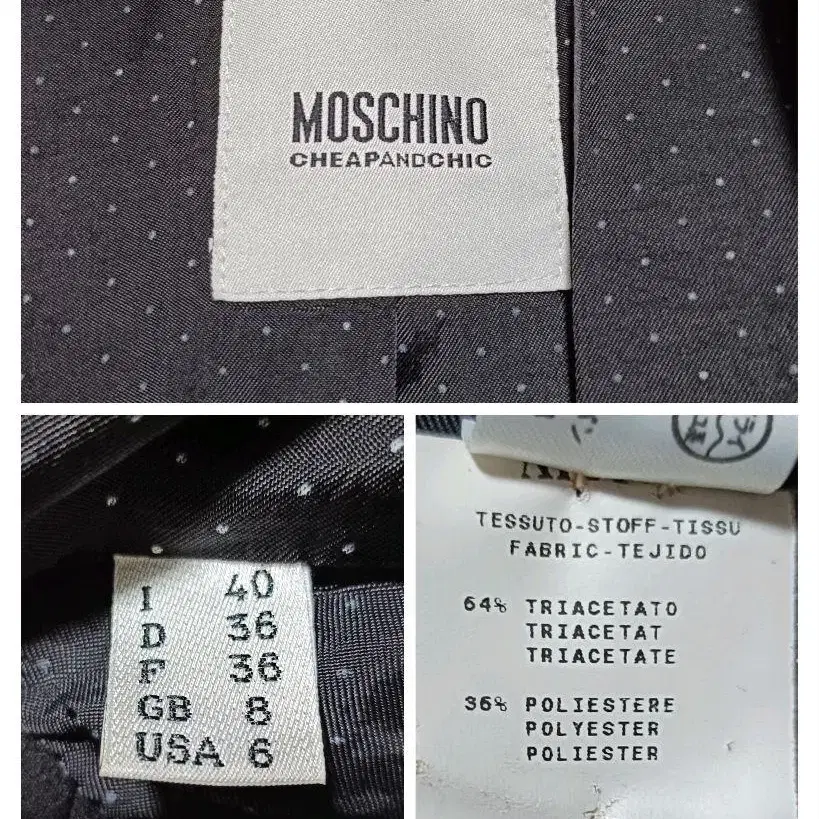 MOSCHINO
CHEAPANDCHIC
I 40
D 36
F 36
GB 8
USA 6
TESSUTO-STOFF-TISSU
FABRIC-TEJIDO
64% TRIACETATO
TRIACETAT
TRIACETATE
36% POLIESTERE
POLYESTER
POLIESTER